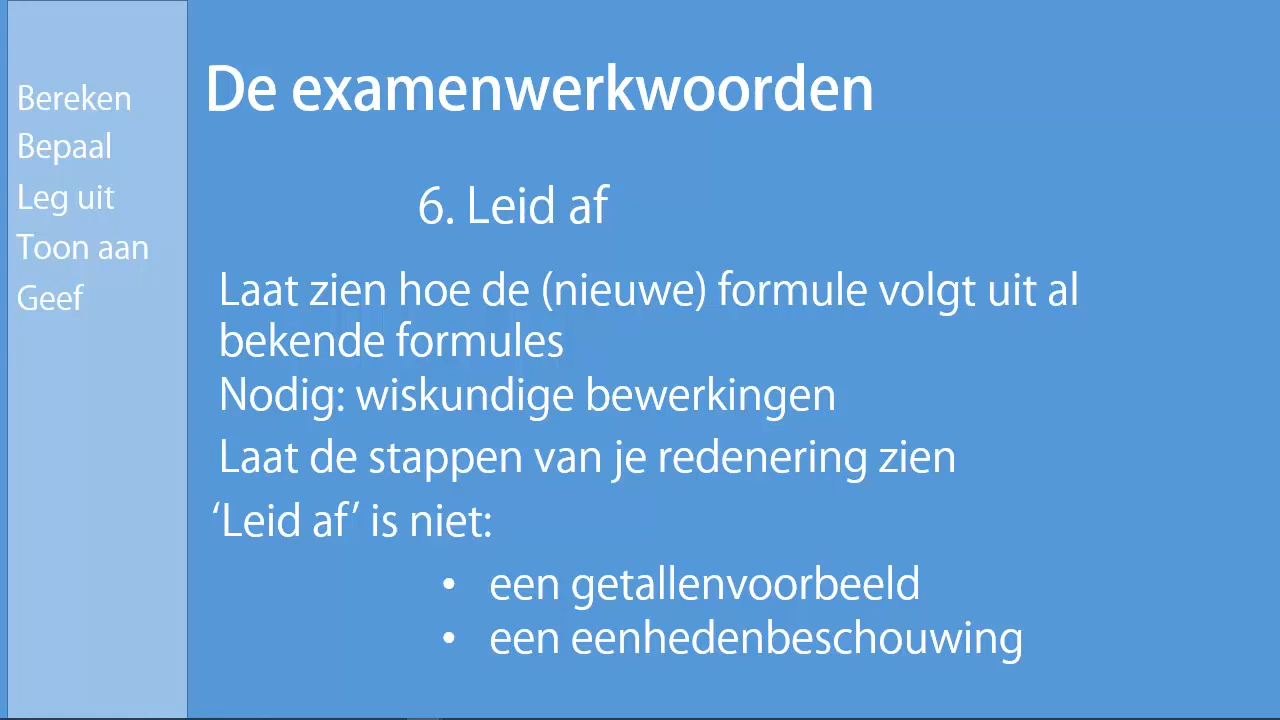 Bereken
Bepaal
Leg uit
Toon aan
Geef
De examenwerkwoorden
6. Leid af
Laat zien hoe de (nieuwe) formule volgt uit al
bekende formules
Nodig: wiskundige bewerkingen
Laat de stappen van je redenering zien
‘Leid af’ is niet:
• een getallenvoorbeeld
• een eenhedenbeschouwing